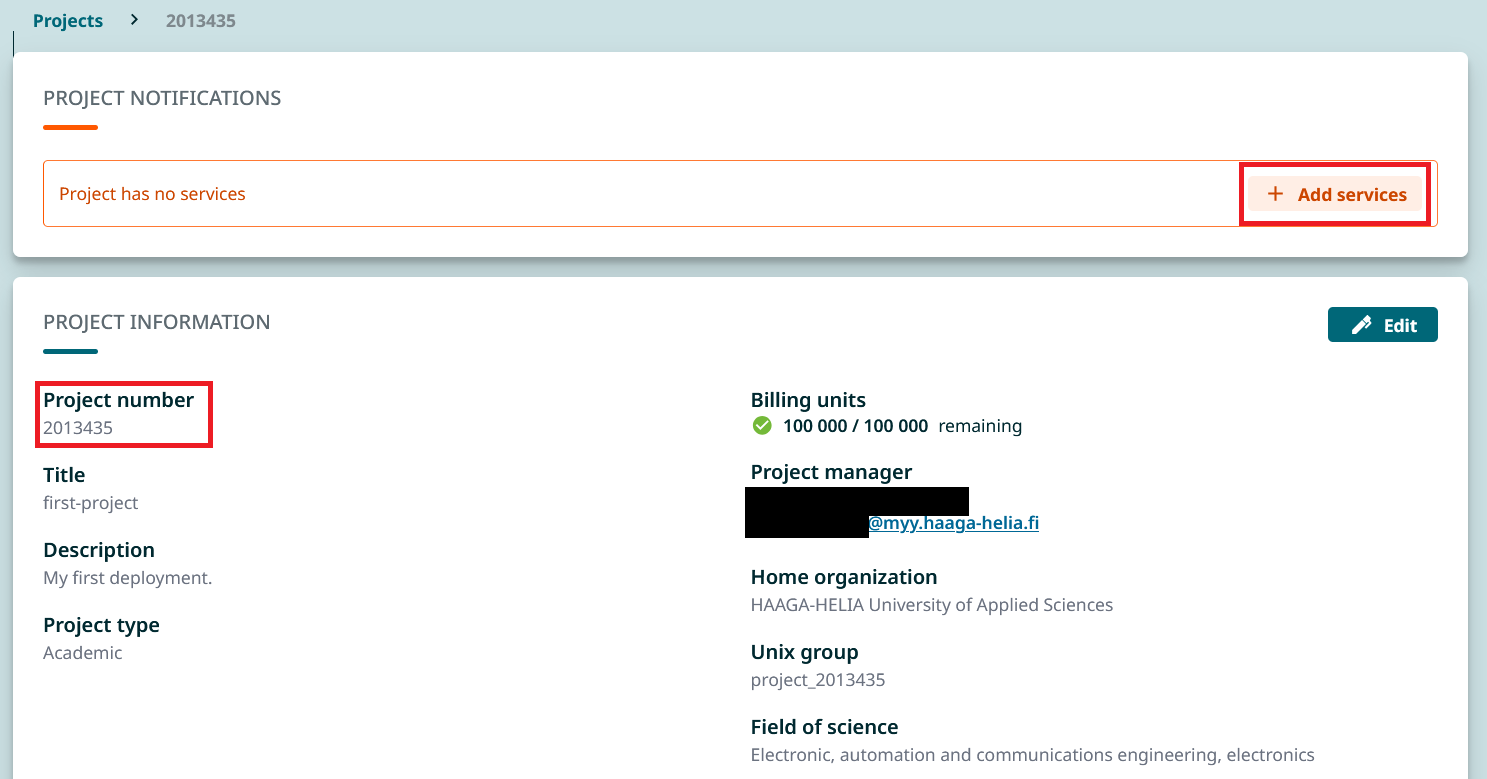 Projects > 2013435
PROJECT NOTIFICATIONS
Project has no services
+ Add services
PROJECT INFORMATION
Edit
Project number
2013435
Title
first-project
Description
My first deployment.
Project type
Academic
Billing units
100 000 / 100 000 remaining
Project manager
@myy.haaga-helia.fi
Home organization
HAAGA-HELIA University of Applied Sciences
Unix group
project_2013435
Field of science
Electronic, automation and communications engineering, electronics